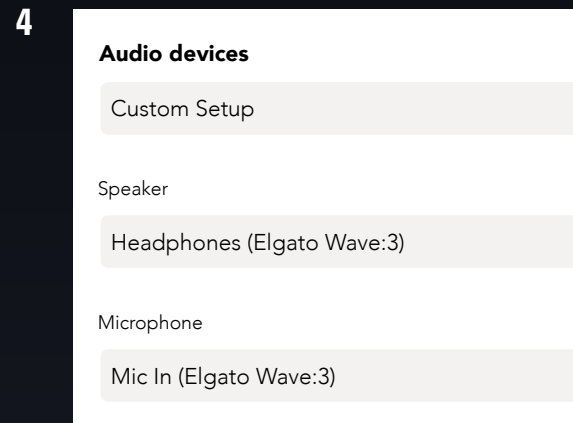 4
Audio devices
Custom Setup
Speaker
Headphones (Elgato Wave:3)
Microphone
Mic In (Elgato Wave:3)